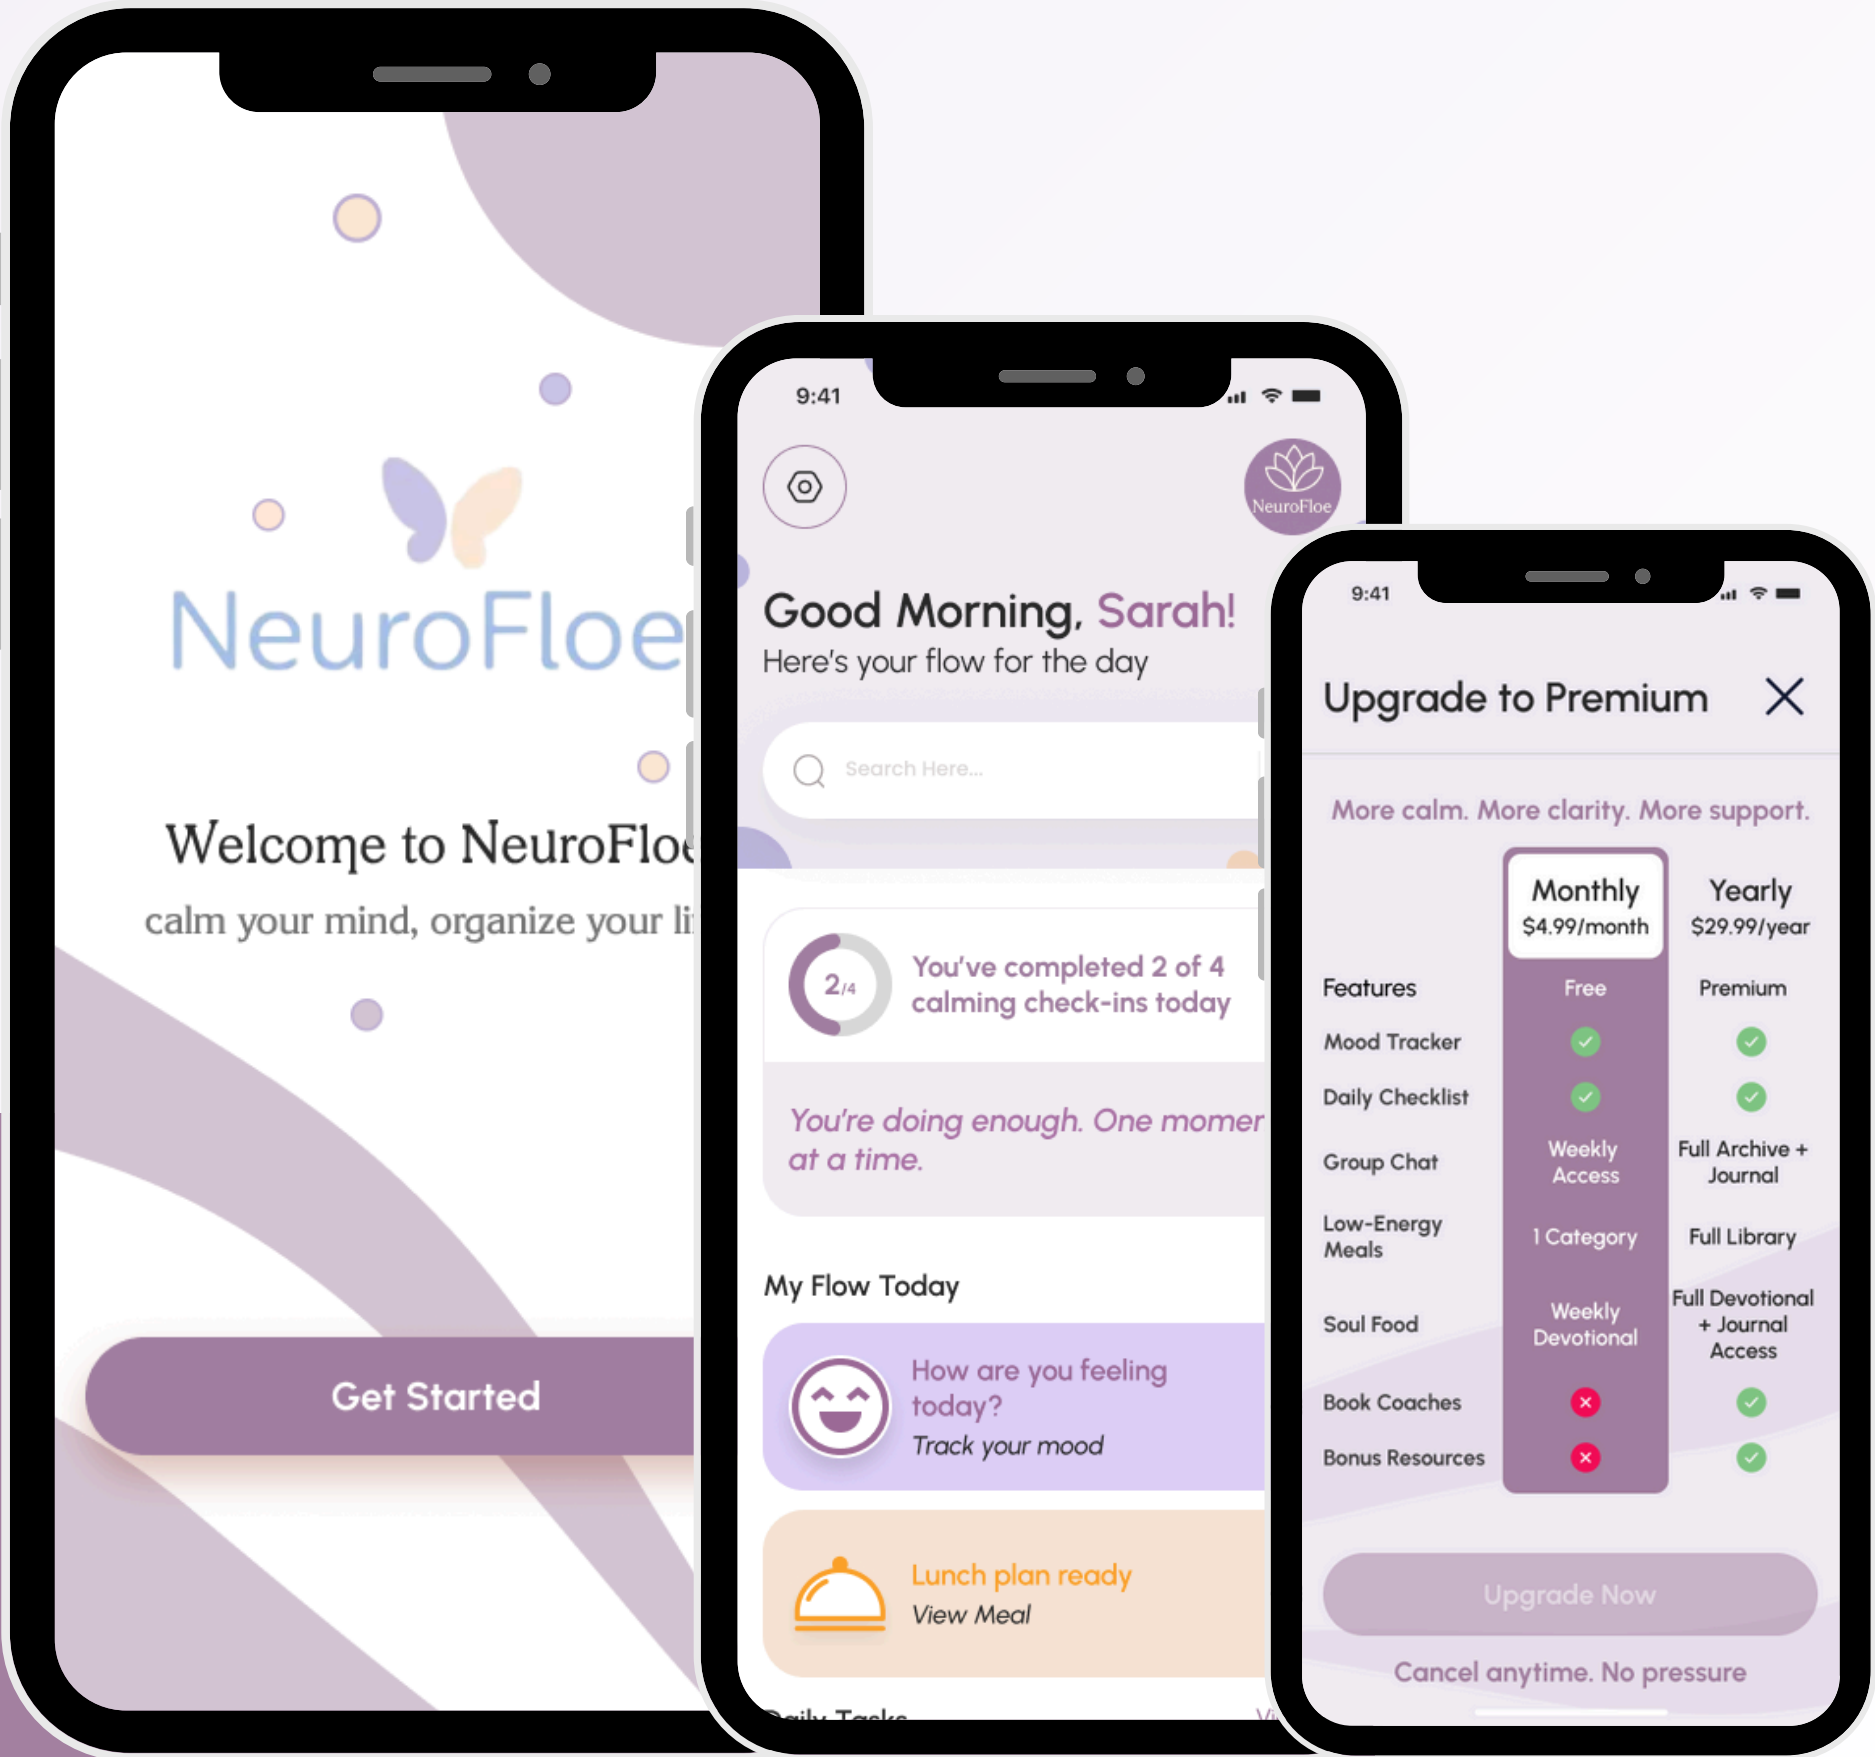 NeuroFloe
Welcome to NeuroFloe
calm your mind, organize your
Get Started
9:41
NeuroFloe
Good Morning, Sarah!
Here's your flow for the day
Search Here...
2/4
You've completed 2 of 4
calming check-ins today
You're doing enough. One
at a time.
My Flow Today
How are you feeling
today?
Track your mood
Lunch plan ready
View Meal
Daily Tasks
9:41
Upgrade to Premium
More calm. More clarity. More support.
Monthly Yearly
$4.99/month $29.99/year
Features Free Premium
Mood Tracker
Daily Checklist
Group Chat Weekly Access Full Archive + Journal
Low-Energy Meals 1 Category Full Library
Soul Food Weekly Devotional Full Devotional + Journal Access
Book Coaches
Bonus Resources
Upgrade Now
Cancel anytime. No pressure